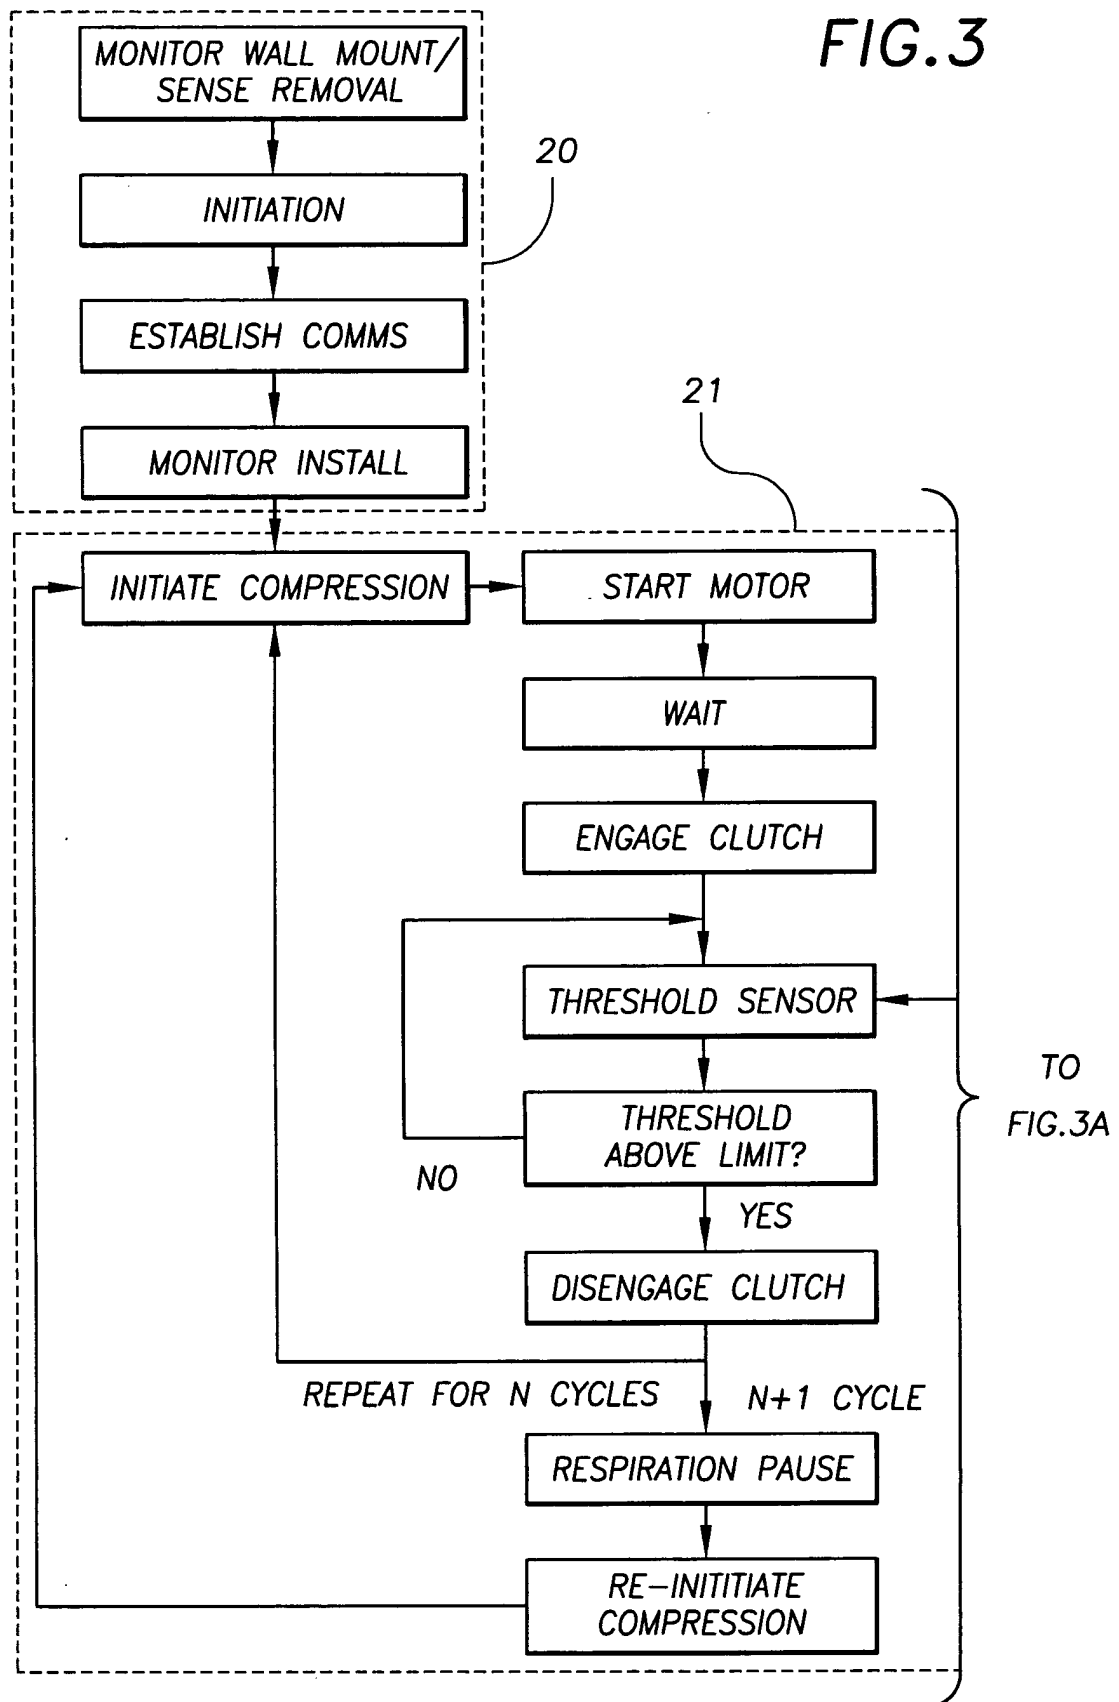 FIG.3
MONITOR WALL MOUNT/
SENSE REMOVAL
20
INITIATION
ESTABLISH COMMS
21
MONITOR INSTALL
INITIATE COMPRESSION
START MOTOR
WAIT
ENGAGE CLUTCH
THRESHOLD SENSOR
TO
FIG.3A
THRESHOLD
ABOVE LIMIT?
NO
YES
DISENGAGE CLUTCH
REPEAT FOR N CYCLES
N+1 CYCLE
RESPIRATION PAUSE
RE-INITITIATE
COMPRESSION